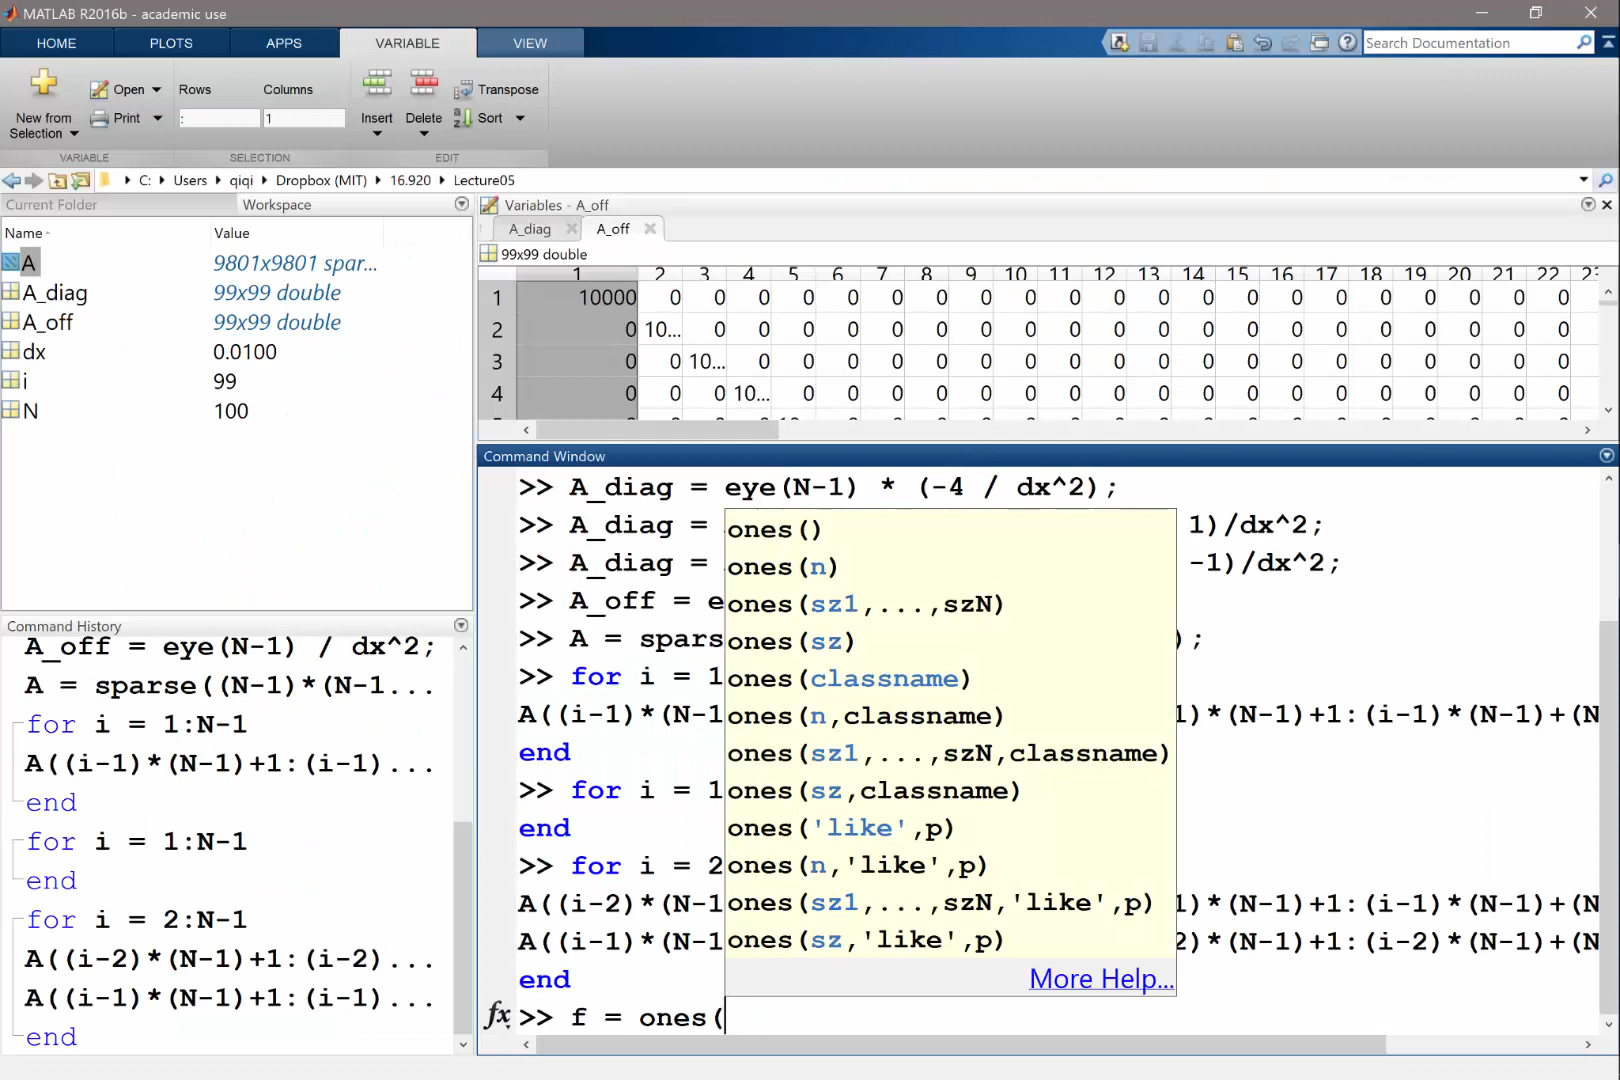 MATLAB R2016b - academic use
HOME PLOTS APPS VARIABLE VIEW
Search Documentation
New from Selection
Open
Print
Rows Columns
: 1
Insert Delete
Transpose
Sort
VARIABLE SELECTION EDIT
C: Users qiqi Dropbox (MIT) 16.920 Lecture05
Current Folder Workspace
Name Value
A 9801x9801 spar...
A_diag 99x99 double
A_off 99x99 double
dx 0.0100
i 99
N 100
Variables - A_off
A_diag A_off
99x99 double
1 2 3 4 5 6 7 8 9 10 11 12 13 14 15 16 17 18 19 20 21 22
1 10000 0 0 0 0 0 0 0 0 0 0 0 0 0 0 0 0 0 0 0 0 0
2 0 10... 0 0 0 0 0 0 0 0 0 0 0 0 0 0 0 0 0 0 0 0
3 0 0 10... 0 0 0 0 0 0 0 0 0 0 0 0 0 0 0 0 0 0 0
4 0 0 0 10... 0 0 0 0 0 0 0 0 0 0 0 0 0 0 0 0 0 0
Command History
A_off = eye(N-1) / dx^2;
A = sparse((N-1)*(N-1...
for i = 1:N-1
A((i-1)*(N-1)+1:(i-1)...
end
for i = 1:N-1
end
for i = 2:N-1
A((i-2)*(N-1)+1:(i-2)...
A((i-1)*(N-1)+1:(i-1)...
end
Command Window
>> A_diag = eye(N-1) * (-4 / dx^2);
>> A_diag = 1)/dx^2;
>> A_diag = -1)/dx^2;
>> A_off = e
>> A = spars );
>> for i = 1
A((i-1)*(N-1 1)*(N-1)+1:(i-1)*(N-1)+(N
end
>> for i = 1
end
>> for i = 2
A((i-2)*(N-1 1)*(N-1)+1:(i-1)*(N-1)+(N
A((i-1)*(N-1 2)*(N-1)+1:(i-2)*(N-1)+(N
end
fx >> f = ones(
ones()
ones(n)
ones(sz1,...,szN)
ones(sz)
ones(classname)
ones(n,classname)
ones(sz1,...,szN,classname)
ones(sz,classname)
ones('like',p)
ones(n,'like',p)
ones(sz1,...,szN,'like',p)
ones(sz,'like',p)
More Help...